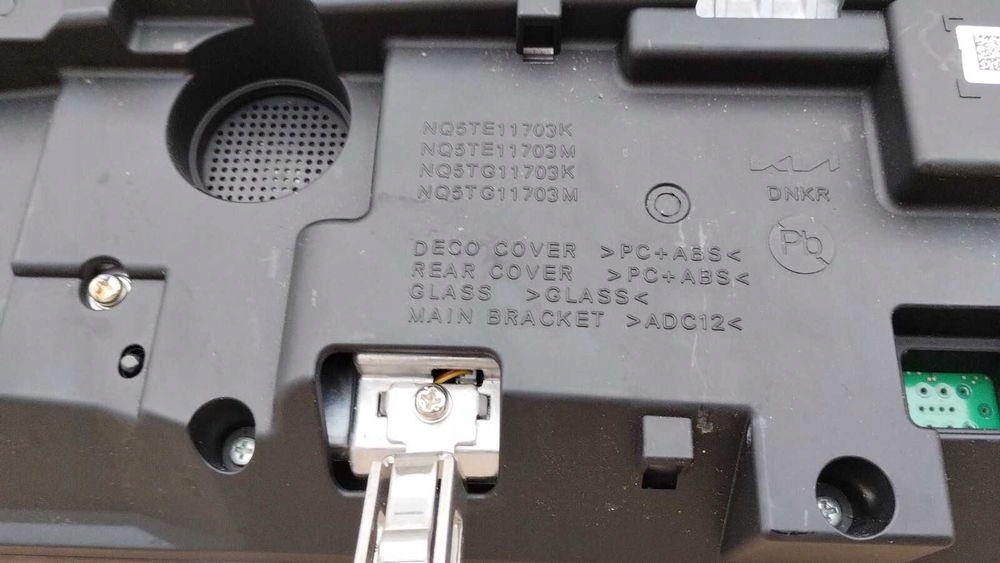 NQ5TE11703K
NQ5TE11703M
NQ5TG11703K
NQ5TG11703M
KIA
DNKR
Pb
DECO COVER >PC+ABS<
REAR COVER >PC+ABS<
GLASS >GLASS<
MAIN BRACKET >ADC12<